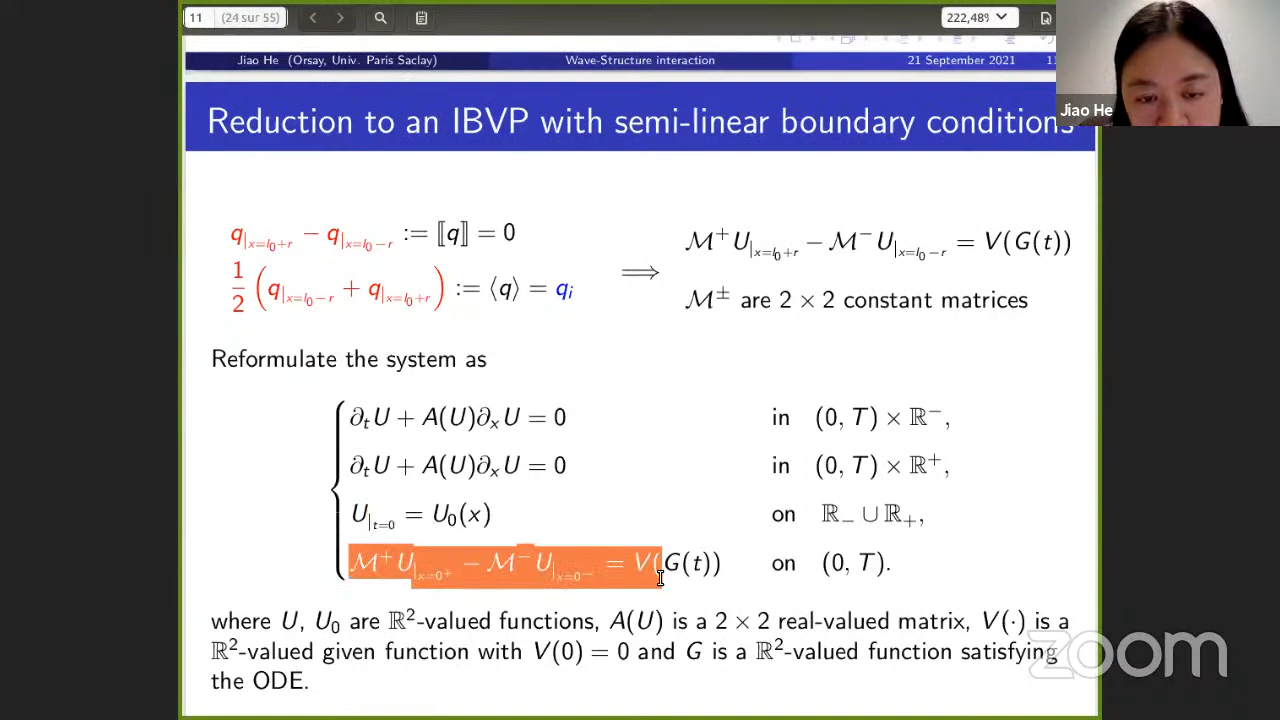 11 (24 sur 55) 222,48%
Jiao He (Orsay, Univ. Paris Saclay) Wave-Structure interaction 21 September 2021
Jiao He
Reduction to an IBVP with semi-linear boundary conditions
q|x=l₀+r − q|x=l₀−r := ⟦q⟧ = 0
1/2 (q|x=l₀−r + q|x=l₀+r) := ⟨q⟩ = qᵢ
⟹
ℳ⁺U|x=l₀+r − ℳ⁻U|x=l₀−r = V(G(t))
ℳ± are 2 × 2 constant matrices
Reformulate the system as
∂ₜU + A(U)∂ₓU = 0 in (0, T) × ℝ⁻,
∂ₜU + A(U)∂ₓU = 0 in (0, T) × ℝ⁺,
U|t=0 = U₀(x) on ℝ₋ ∪ ℝ₊,
ℳ⁺U|x=0⁺ − ℳ⁻U|x=0⁻ = V(G(t)) on (0, T).
where U, U₀ are ℝ²-valued functions, A(U) is a 2 × 2 real-valued matrix, V(·) is a
ℝ²-valued given function with V(0) = 0 and G is a ℝ²-valued function satisfying
the ODE.
zoom